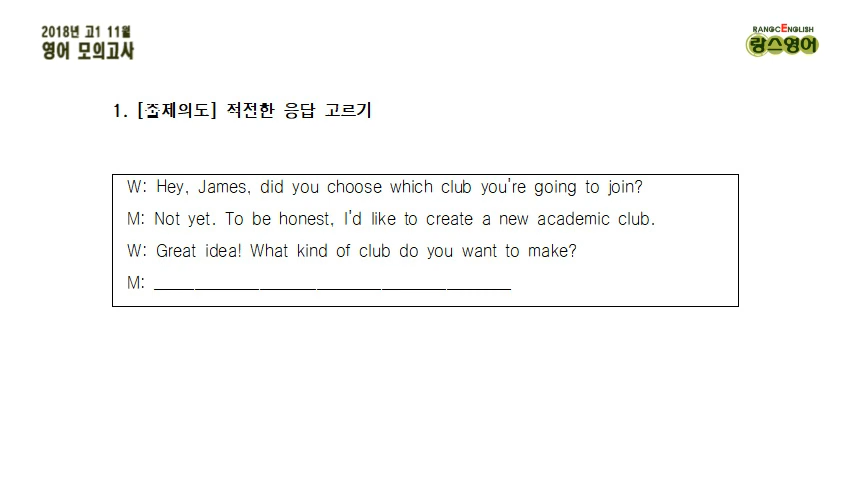 2018년 고1 11월
영어 모의고사
RANGCENGLISH
랑스영어
1. [출제의도] 적절한 응답 고르기
W: Hey, James, did you choose which club you're going to join?
M: Not yet. To be honest, I'd like to create a new academic club.
W: Great idea! What kind of club do you want to make?
M: ____________________________________